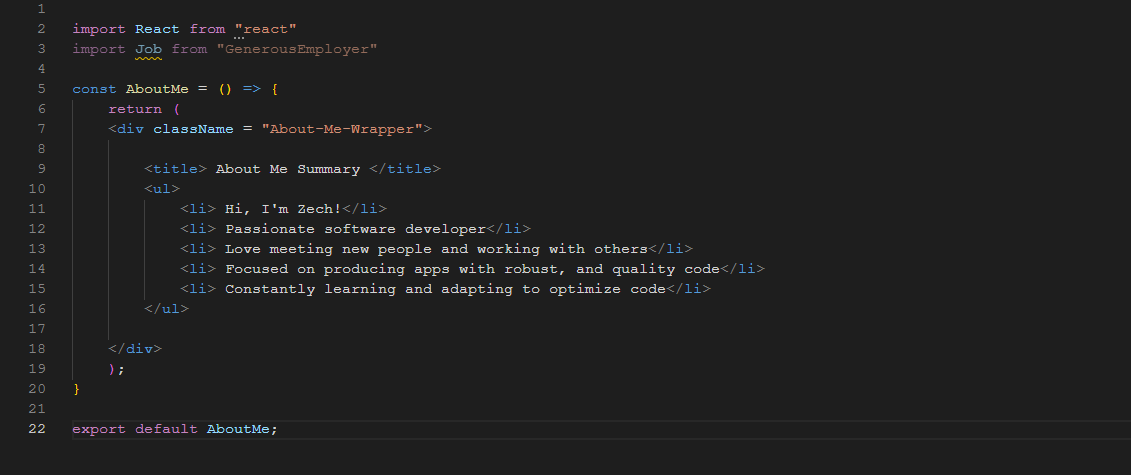 1
2 import React from "react"
3 import Job from "GenerousEmployer"
4
5 const AboutMe = () => {
6 return (
7 <div className = "About-Me-Wrapper">
8
9 <title> About Me Summary </title>
10 <ul>
11 <li> Hi, I'm Zech!</li>
12 <li> Passionate software developer</li>
13 <li> Love meeting new people and working with others</li>
14 <li> Focused on producing apps with robust, and quality code</li>
15 <li> Constantly learning and adapting to optimize code</li>
16 </ul>
17
18 </div>
19 );
20 }
21
22 export default AboutMe;